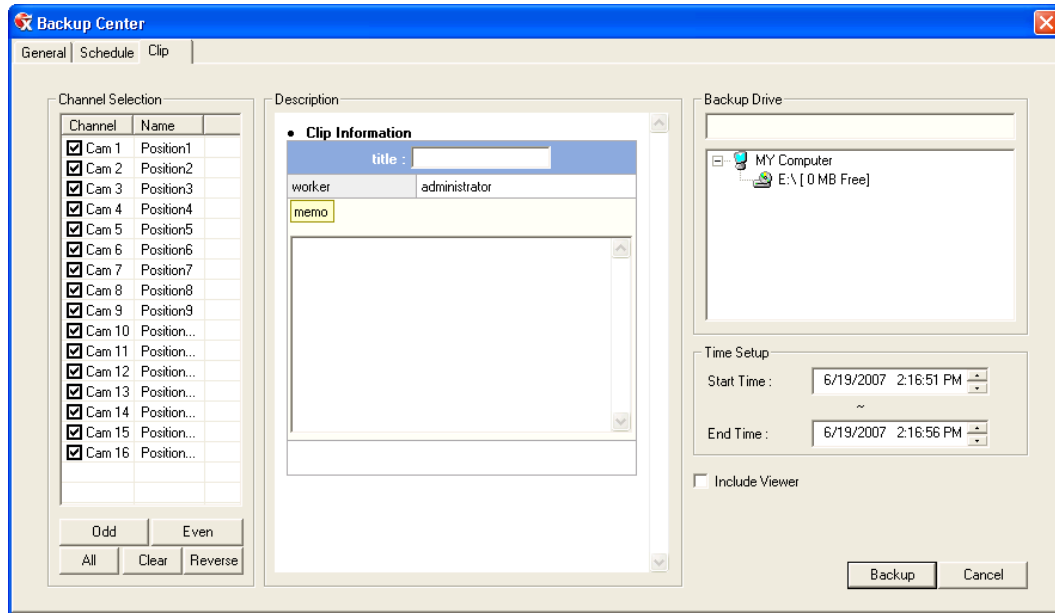 Backup Center
General Schedule Clip
Channel Selection
Channel Name
Cam 1 Position1
Cam 2 Position2
Cam 3 Position3
Cam 4 Position4
Cam 5 Position5
Cam 6 Position6
Cam 7 Position7
Cam 8 Position8
Cam 9 Position9
Cam 10 Position...
Cam 11 Position...
Cam 12 Position...
Cam 13 Position...
Cam 14 Position...
Cam 15 Position...
Cam 16 Position...
Odd Even
All Clear Reverse
Description
• Clip Information
title :
worker administrator
memo
Backup Drive
MY Computer
E:\ [ 0 MB Free]
Time Setup
Start Time : 6/19/2007 2:16:51 PM
~
End Time : 6/19/2007 2:16:56 PM
Include Viewer
Backup Cancel